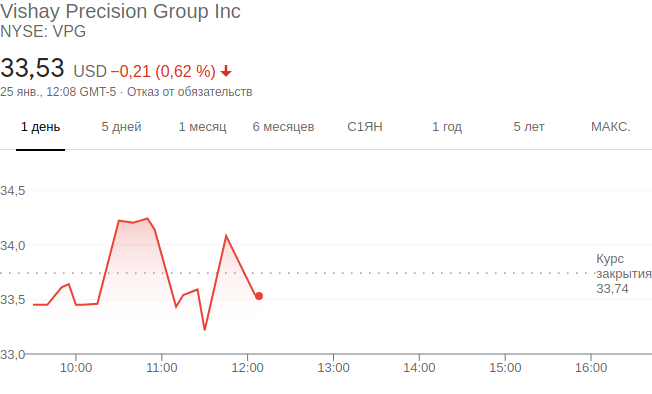 Vishay Precision Group Inc
NYSE: VPG
33,53 USD −0,21 (0,62 %)
25 янв., 12:08 GMT-5 · Отказ от обязательств
1 день 5 дней 1 месяц 6 месяцев С1ЯН 1 год 5 лет МАКС.
34,5
34,0
Курс
закрытия
33,74
33,5
33,0
10:00 11:00 12:00 13:00 14:00 15:00 16:00